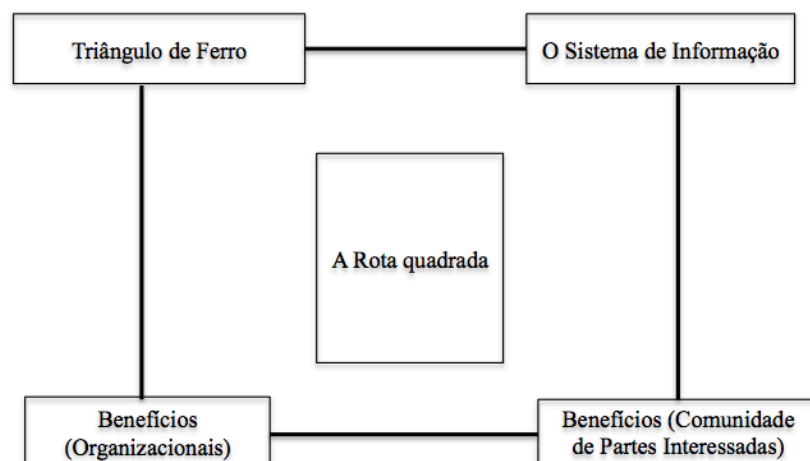 Triângulo de Ferro
O Sistema de Informação
A Rota quadrada
Benefícios
(Organizacionais)
Benefícios (Comunidade
de Partes Interessadas)